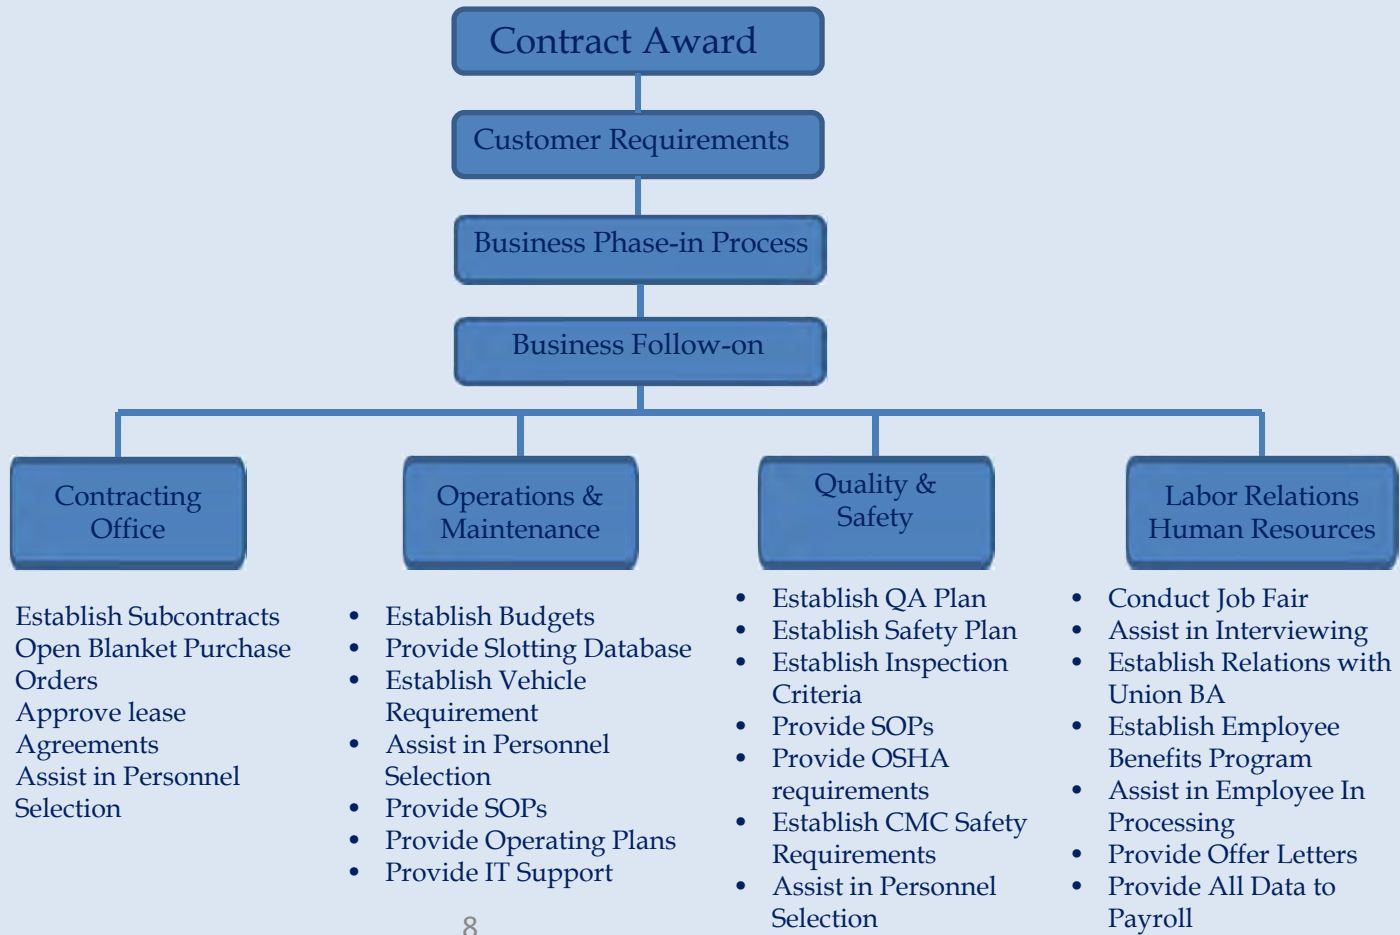 Contract Award
Customer Requirements
Business Phase-in Process
Business Follow-on
Contracting
Office
Operations &
Maintenance
Quality &
Safety
Labor Relations
Human Resources
Establish Subcontracts
Open Blanket Purchase
Orders
Approve lease
Agreements
Assist in Personnel
Selection
• Establish Budgets
• Provide Slotting Database
• Establish Vehicle
Requirement
• Assist in Personnel
Selection
• Provide SOPs
• Provide Operating Plans
• Provide IT Support
• Establish QA Plan
• Establish Safety Plan
• Establish Inspection
Criteria
• Provide SOPs
• Provide OSHA
requirements
• Establish CMC Safety
Requirements
• Assist in Personnel
Selection
• Conduct Job Fair
• Assist in Interviewing
• Establish Relations with
Union BA
• Establish Employee
Benefits Program
• Assist in Employee In
Processing
• Provide Offer Letters
• Provide All Data to
Payroll
8